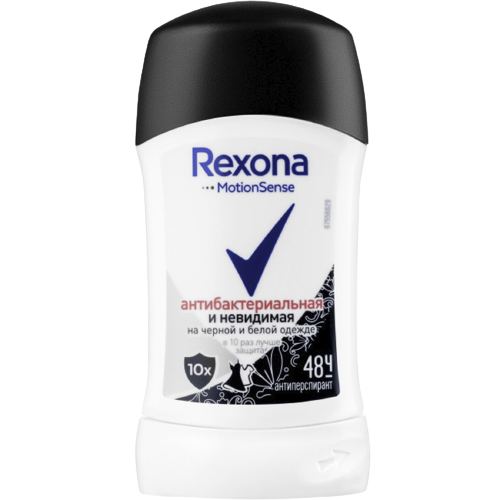 Rexona
MotionSense
антибактериальная
и невидимая
на черной и белой одежде
в 10 раз лучше
защита
10x
48ч
антиперспирант